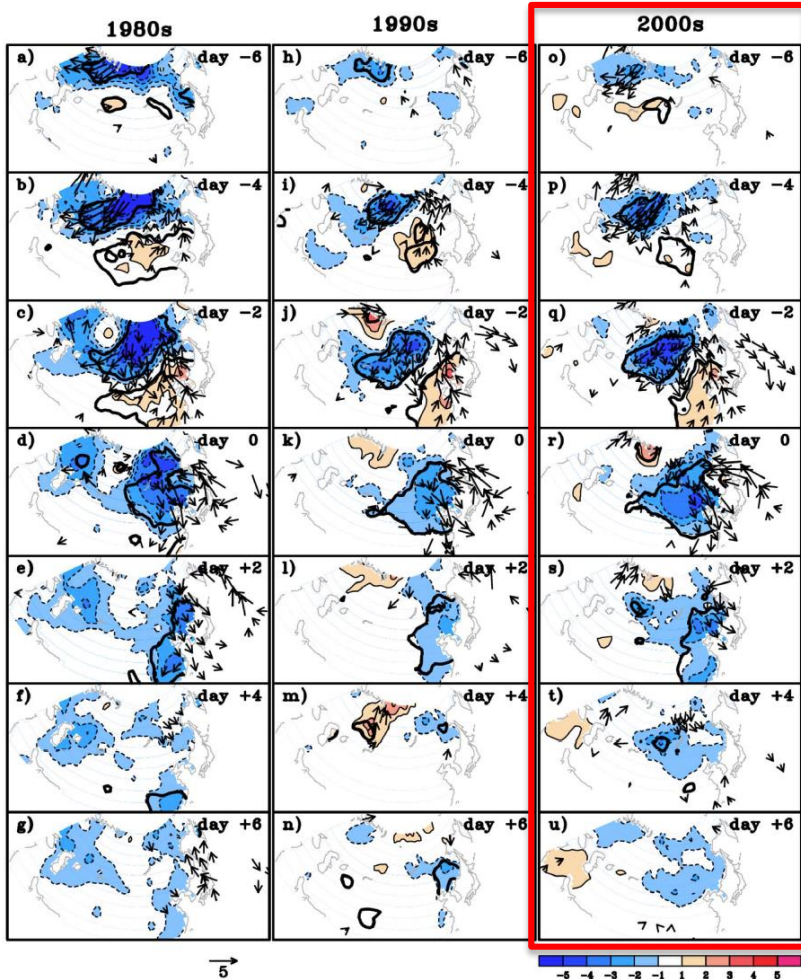 1980s 1990s 2000s
a) day -6 h) day -6 o) day -6
b) day -4 i) day -4 p) day -4
c) day -2 j) day -2 q) day -2
d) day 0 k) day 0 r) day 0
e) day +2 l) day +2 s) day +2
f) day +4 m) day +4 t) day +4
g) day +6 n) day +6 u) day +6
5 -5 -4 -3 -2 -1 1 2 3 4 5